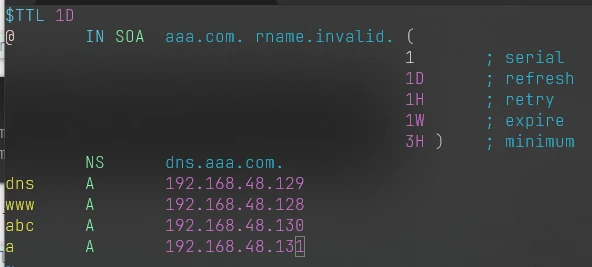 $TTL 1D
@ IN SOA aaa.com. rname.invalid. (
1 ; serial
1D ; refresh
1H ; retry
1W ; expire
3H ) ; minimum
NS dns.aaa.com.
dns A 192.168.48.129
www A 192.168.48.128
abc A 192.168.48.130
a A 192.168.48.131